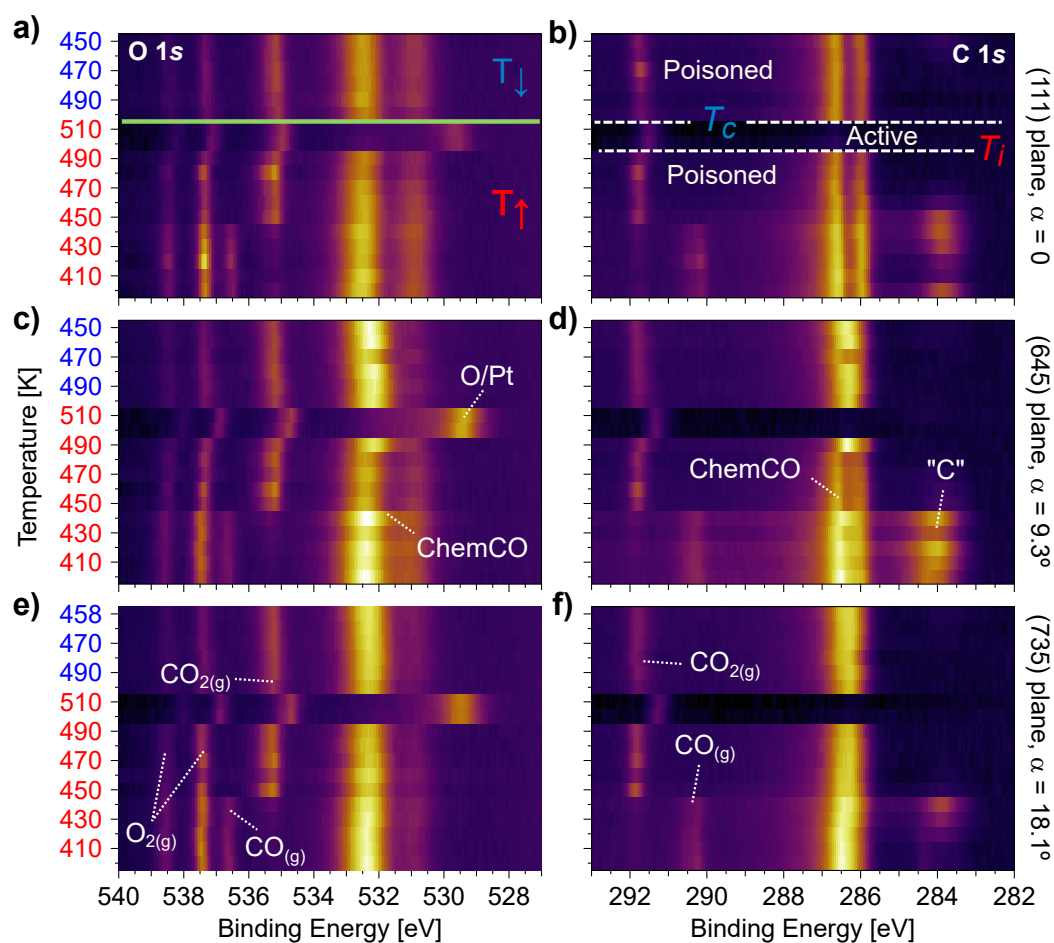 a)
O 1s
450
470
490
510
490
470
450
430
410
T↓
T↑
b)
C 1s
Poisoned
Tc
Active
Ti
Poisoned
(111) plane, α = 0
c)
450
470
490
510
490
470
450
430
410
O/Pt
ChemCO
Temperature [K]
d)
ChemCO
"C"
(645) plane, α = 9.3º
e)
458
470
490
510
490
470
450
430
410
CO2(g)
O2(g)
CO(g)
540 538 536 534 532 530 528
Binding Energy [eV]
f)
CO2(g)
CO(g)
(735) plane, α = 18.1º
292 290 288 286 284 282
Binding Energy [eV]